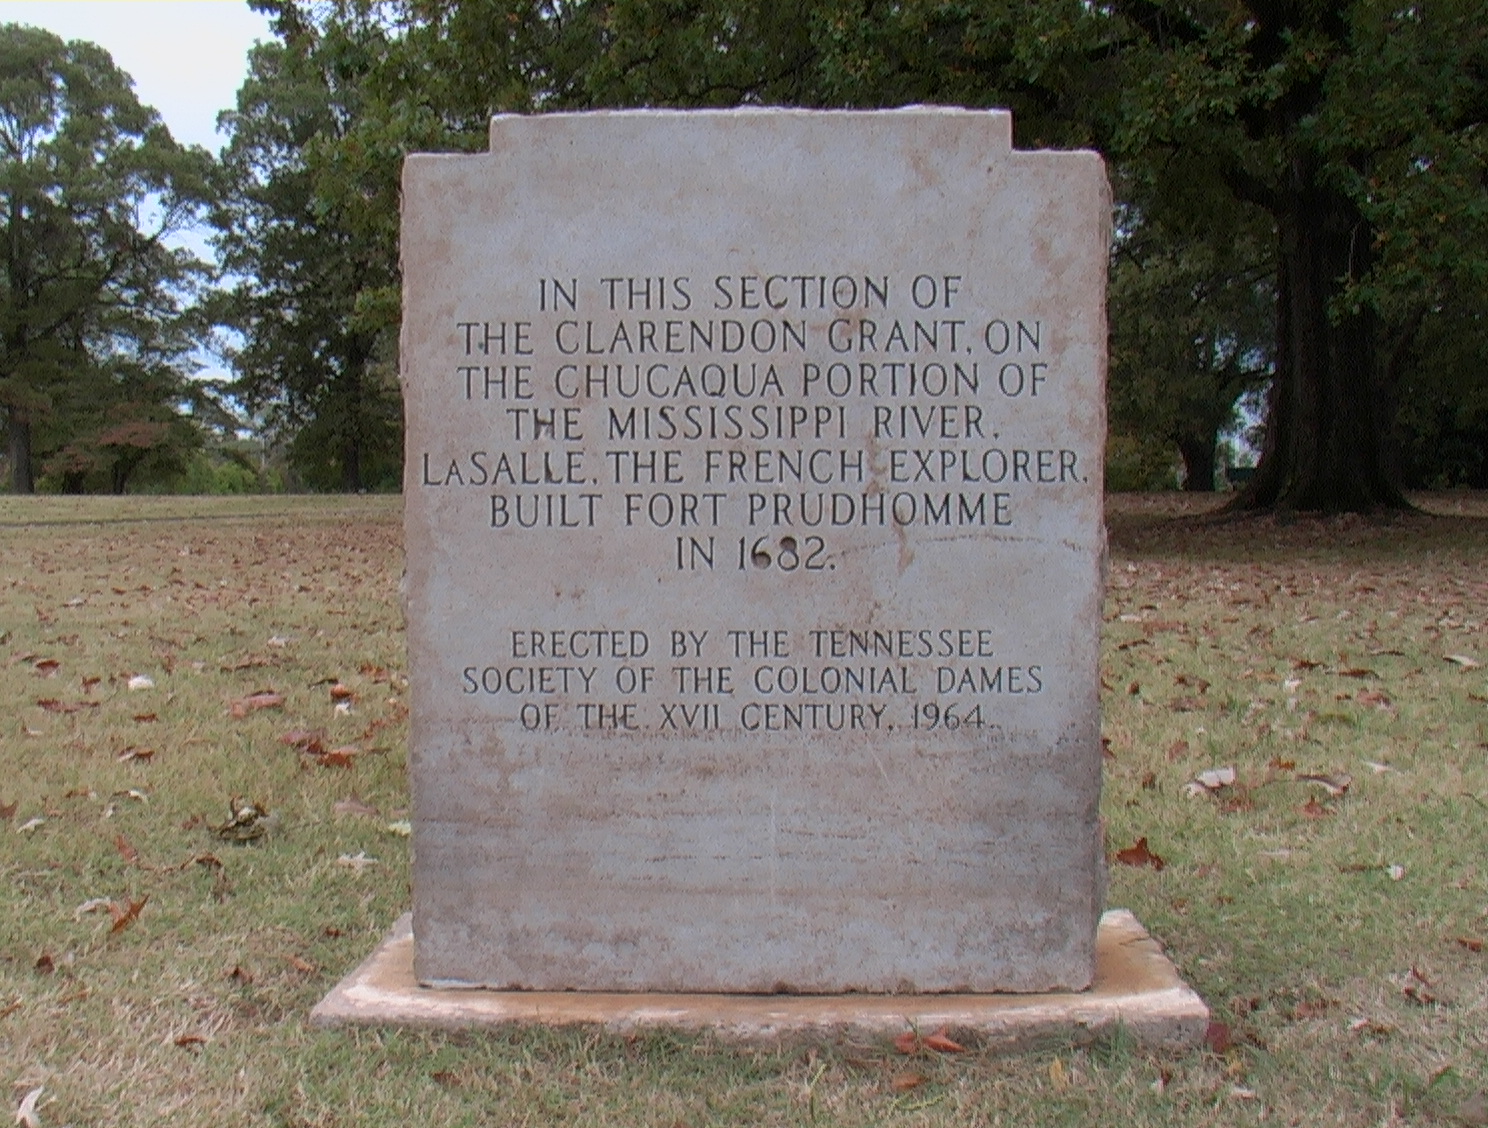 IN THIS SECTION OF
THE CLARENDON GRANT, ON
THE CHUCAQUA PORTION OF
THE MISSISSIPPI RIVER,
LASALLE, THE FRENCH EXPLORER,
BUILT FORT PRUDHOMME
IN 1682.
ERECTED BY THE TENNESSEE
SOCIETY OF THE COLONIAL DAMES
OF THE XVII CENTURY, 1964.